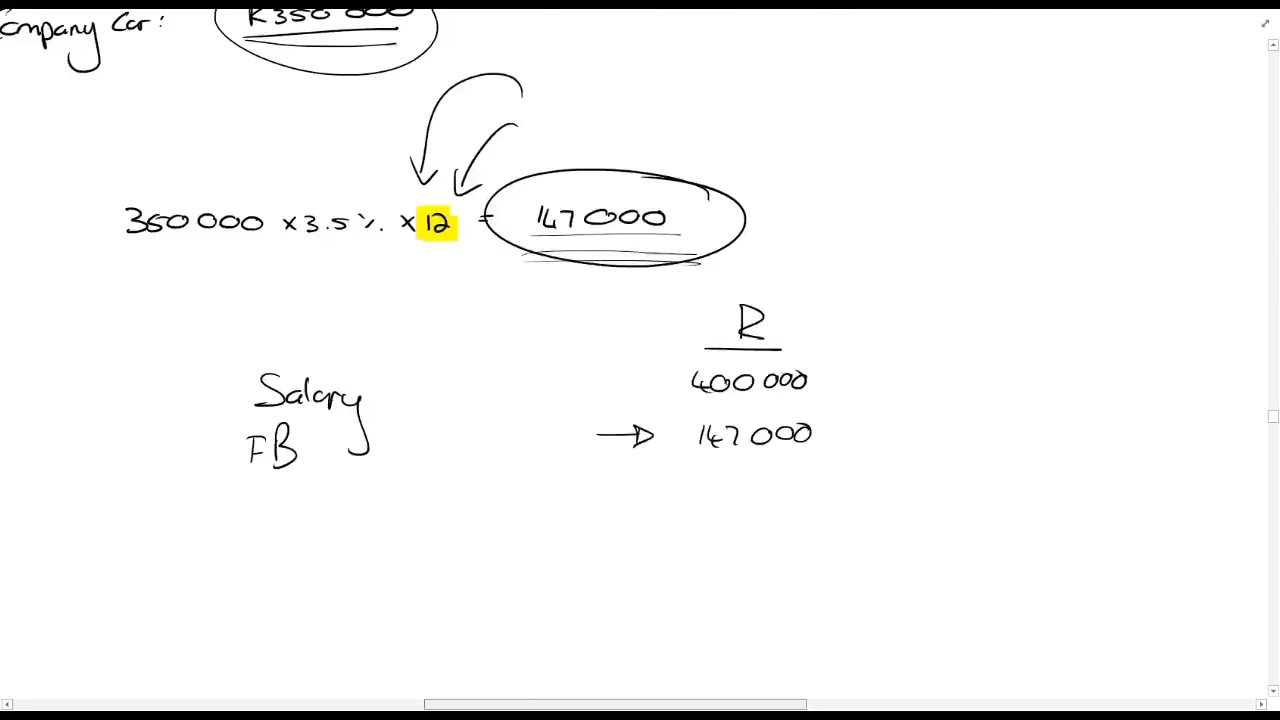 Company Car: R350 000
350 000 x 3.5 % x 12 = 147 000
R
Salary 400 000
FB → 147 000